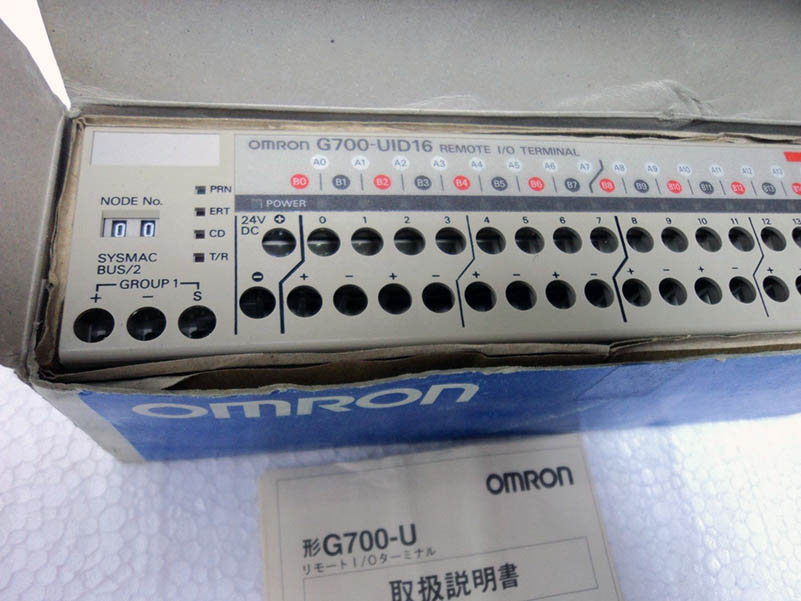 OMRON G700-UID16 REMOTE I/O TERMINAL
A0 A1 A2 A3 A4 A5 A6 A7 A8 A9 A10 A11 A12 A13
B0 B1 B2 B3 B4 B5 B6 B7 B8 B9 B10 B11 B12
POWER
NODE No.
0 0
SYSMAC
BUS/2
GROUP 1
+ − S
PRN
ERT
CD
T/R
24V
DC
+ 0 1 2 3 4 5 6 7 8 9 10 11 12 13
− + − + − + − + − + − + − +
OMRON
OMRON
形G700-U
リモートI/Oターミナル
取扱説明書